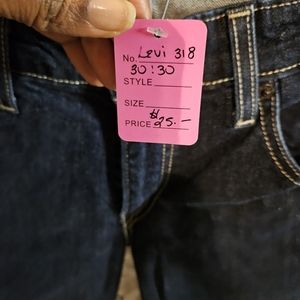 No. Levi 318
30:30
STYLE
SIZE
PRICE $25.-